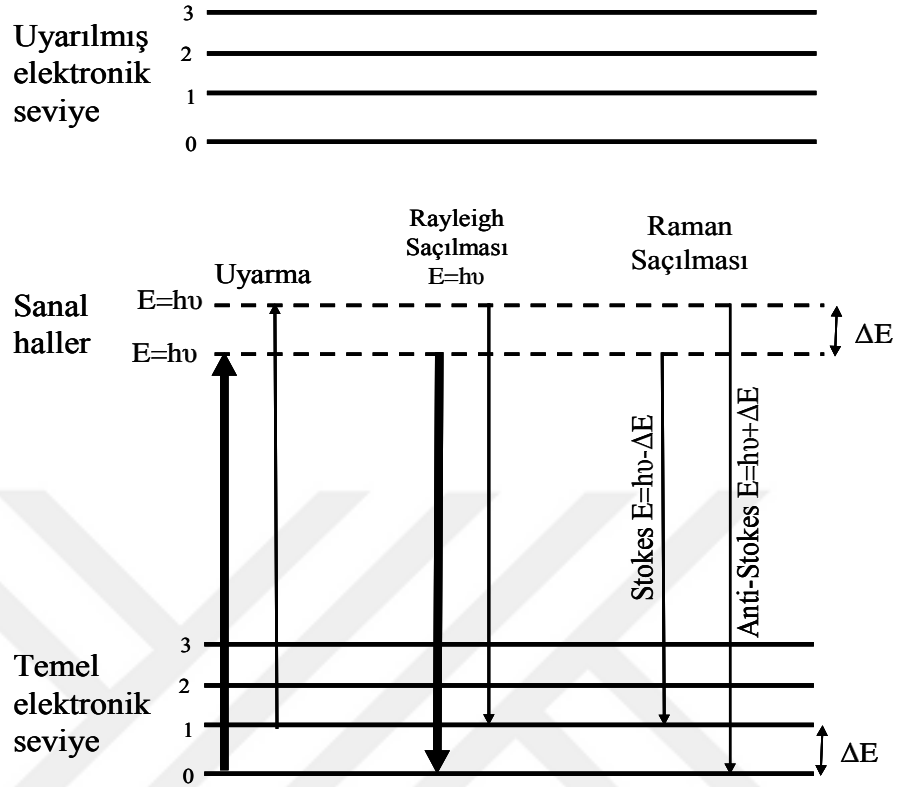 3
Uyarılmış
elektronik
seviye
2
1
0
Rayleigh
Saçılması
E=hυ
Raman
Saçılması
Uyarma
Sanal
haller
E=hυ
E=hυ
ΔE
Stokes E=hυ-ΔE
Anti-Stokes E=hυ+ΔE
Temel
elektronik
seviye
3
2
1
0
ΔE